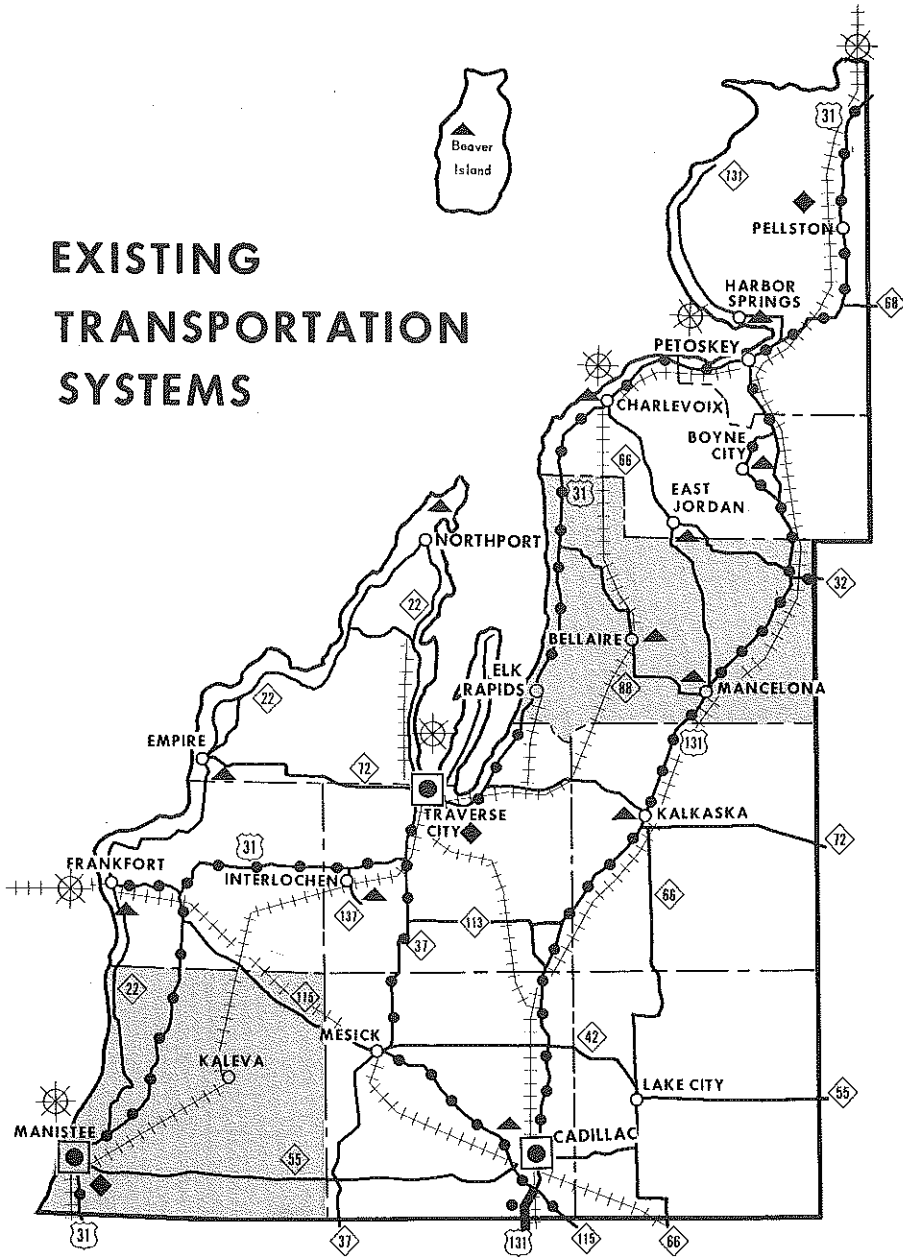 EXISTING
TRANSPORTATION
SYSTEMS
Beaver
Island
31
131
PELLSTON
HARBOR
SPRINGS
68
PETOSKEY
CHARLEVOIX
BOYNE
CITY
66
31
EAST
JORDAN
NORTHPORT
22
32
BELLAIRE
ELK
RAPIDS
88
MANCELONA
22
131
EMPIRE
72
TRAVERSE
CITY
KALKASKA
31
72
FRANKFORT
INTERLOCHEN
137
66
113
37
22
115
MESICK
42
KALEVA
LAKE CITY
55
MANISTEE
CADILLAC
55
31
37
131
115
66